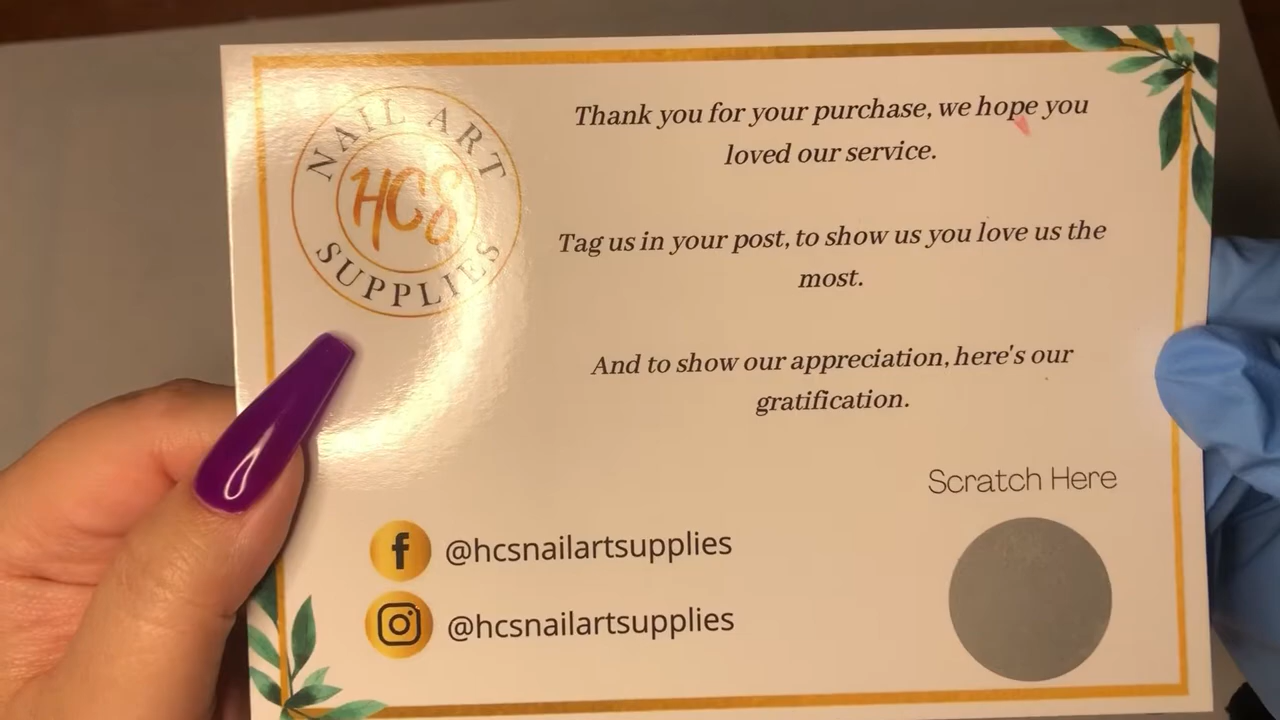 NAIL ART
HCS
SUPPLIES
Thank you for your purchase, we hope you
loved our service.
Tag us in your post, to show us you love us the
most.
And to show our appreciation, here's our
gratification.
Scratch Here
@hcsnailartsupplies
@hcsnailartsupplies